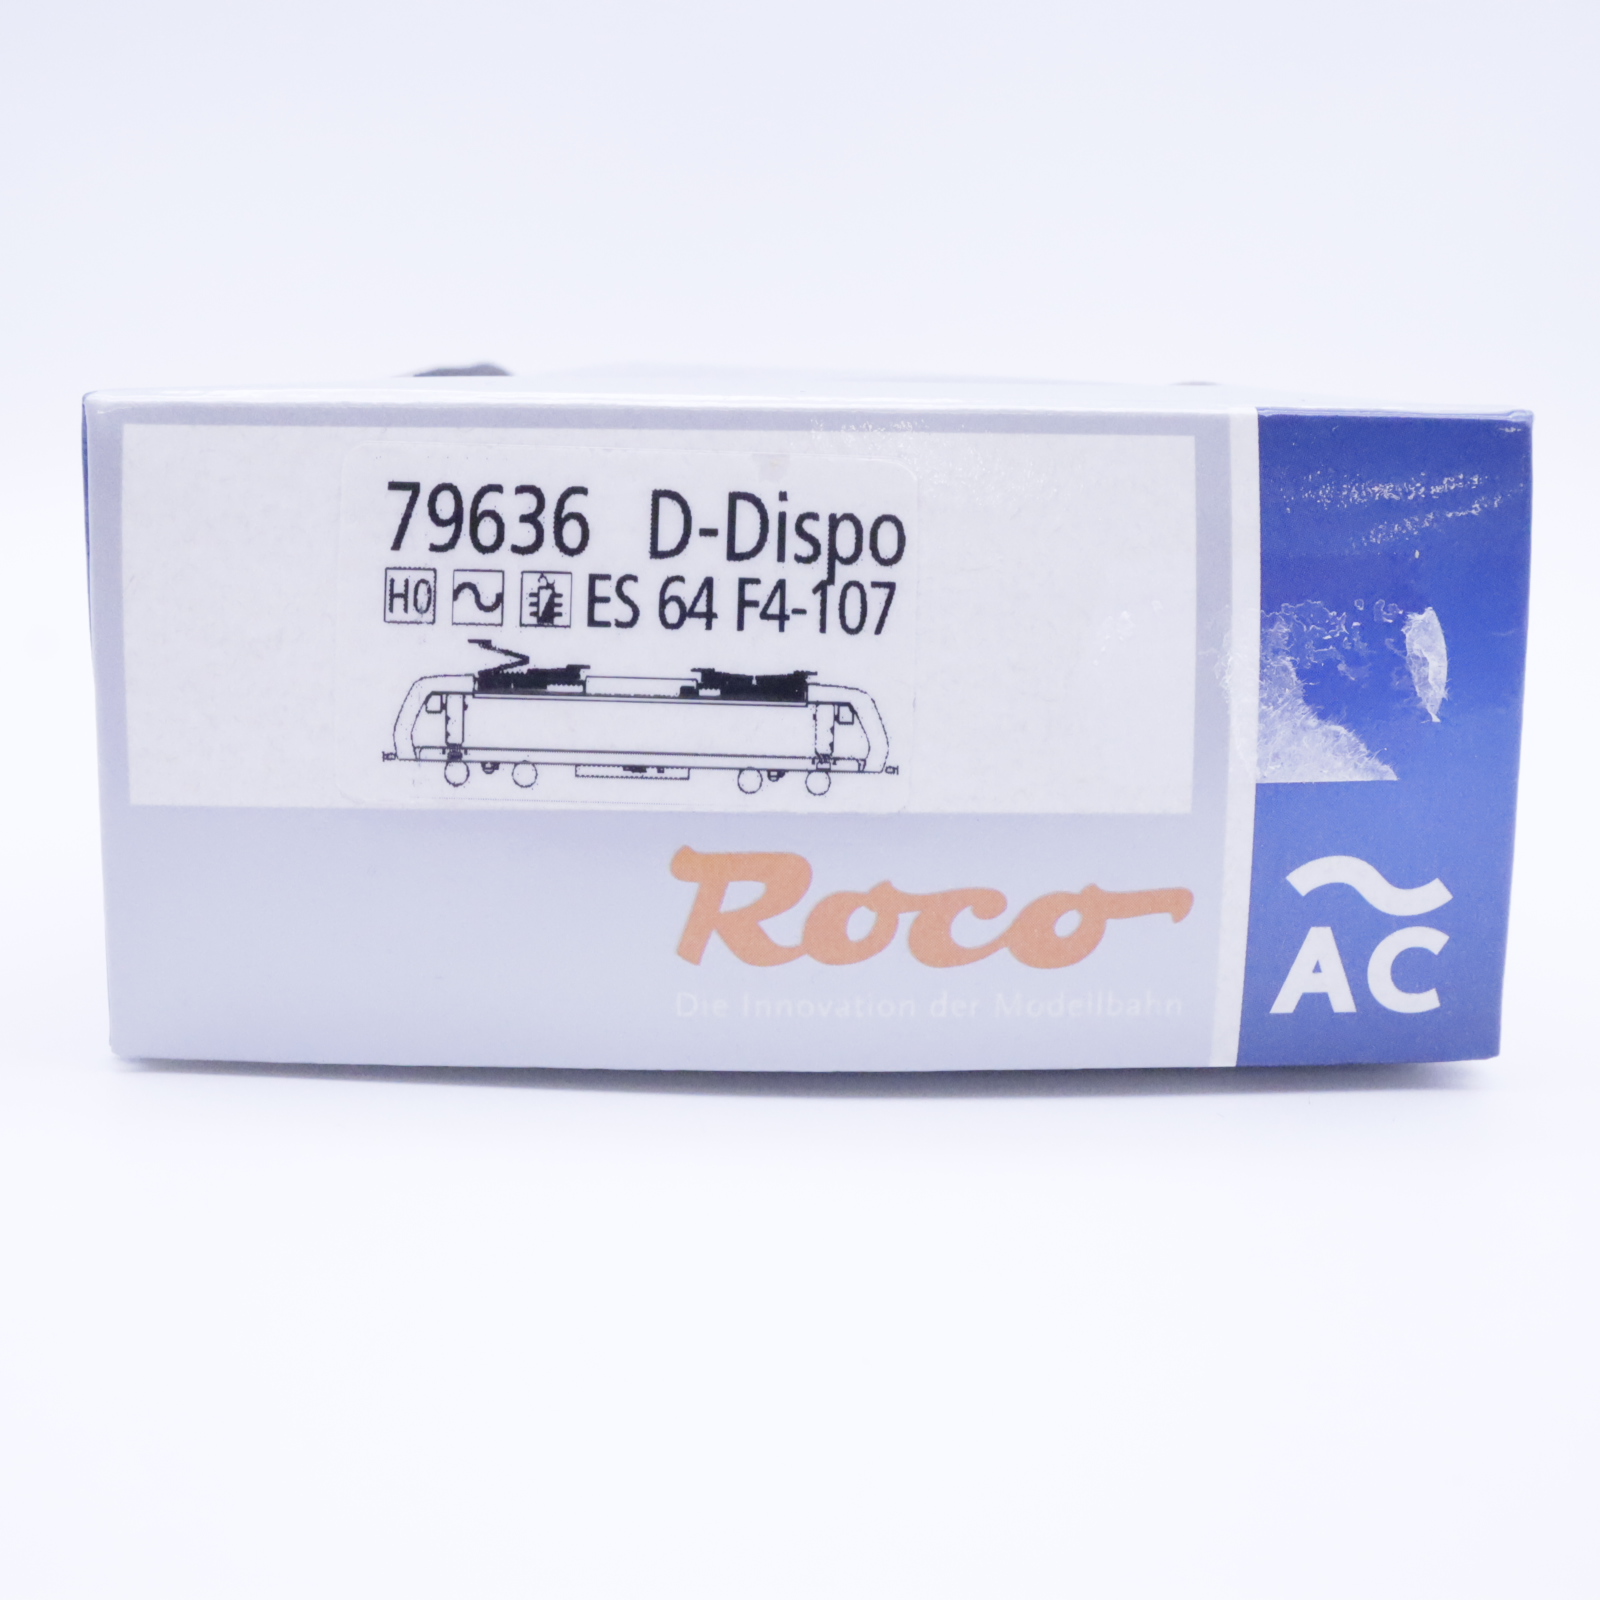 79636 D-Dispo
H0 ES 64 F4-107
Roco
Die Innovation der Modellbahn
AC